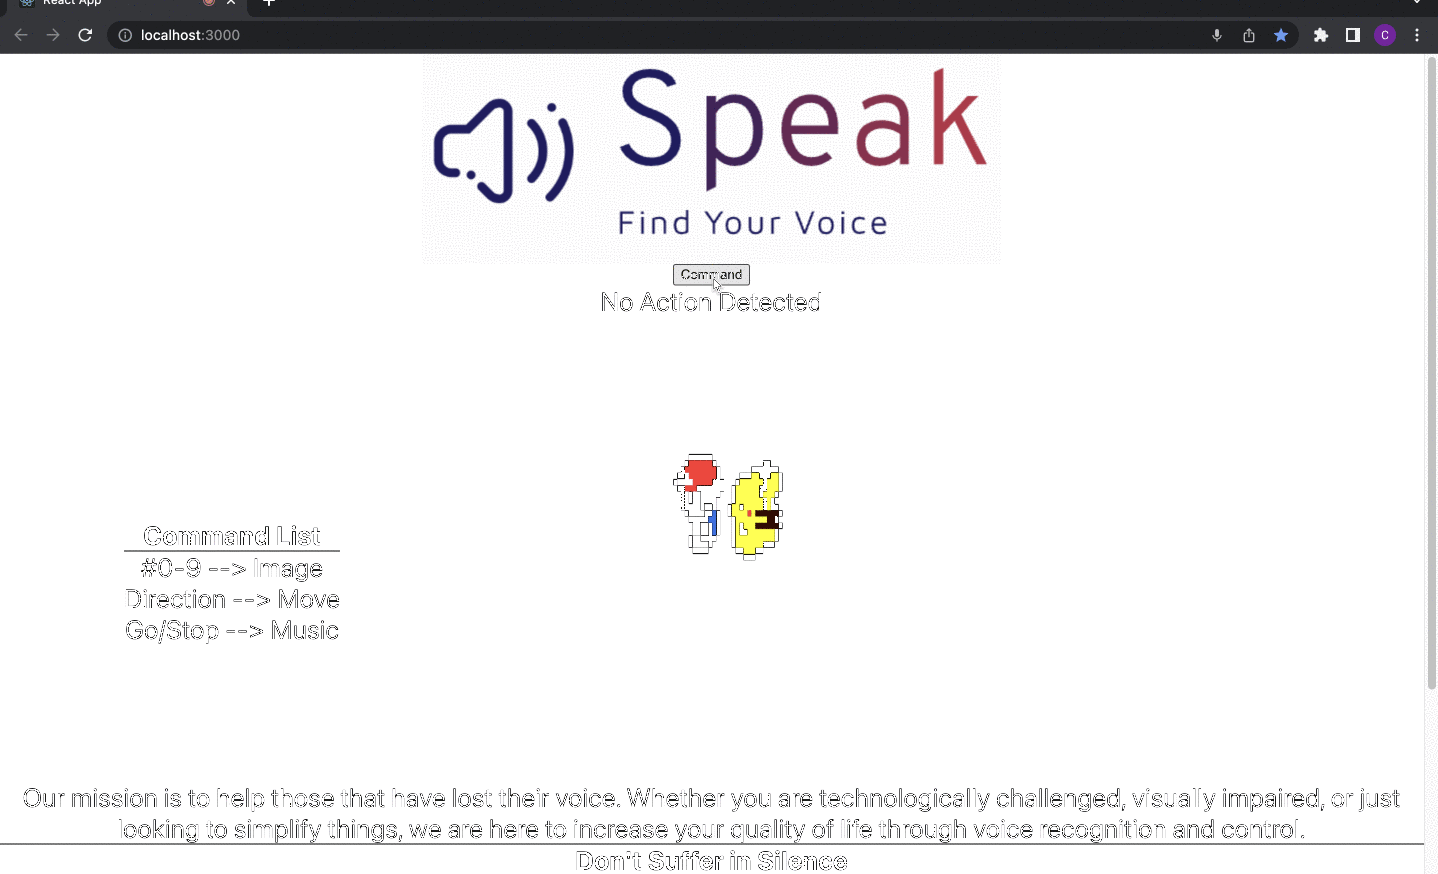 React App
localhost:3000
C
Speak
Find Your Voice
Command
No Action Detected
Command List
#0-9 --> Image
Direction --> Move
Go/Stop --> Music
Our mission is to help those that have lost their voice. Whether you are technologically challenged, visually impaired, or just
looking to simplify things, we are here to increase your quality of life through voice recognition and control.
Don't Suffer in Silence